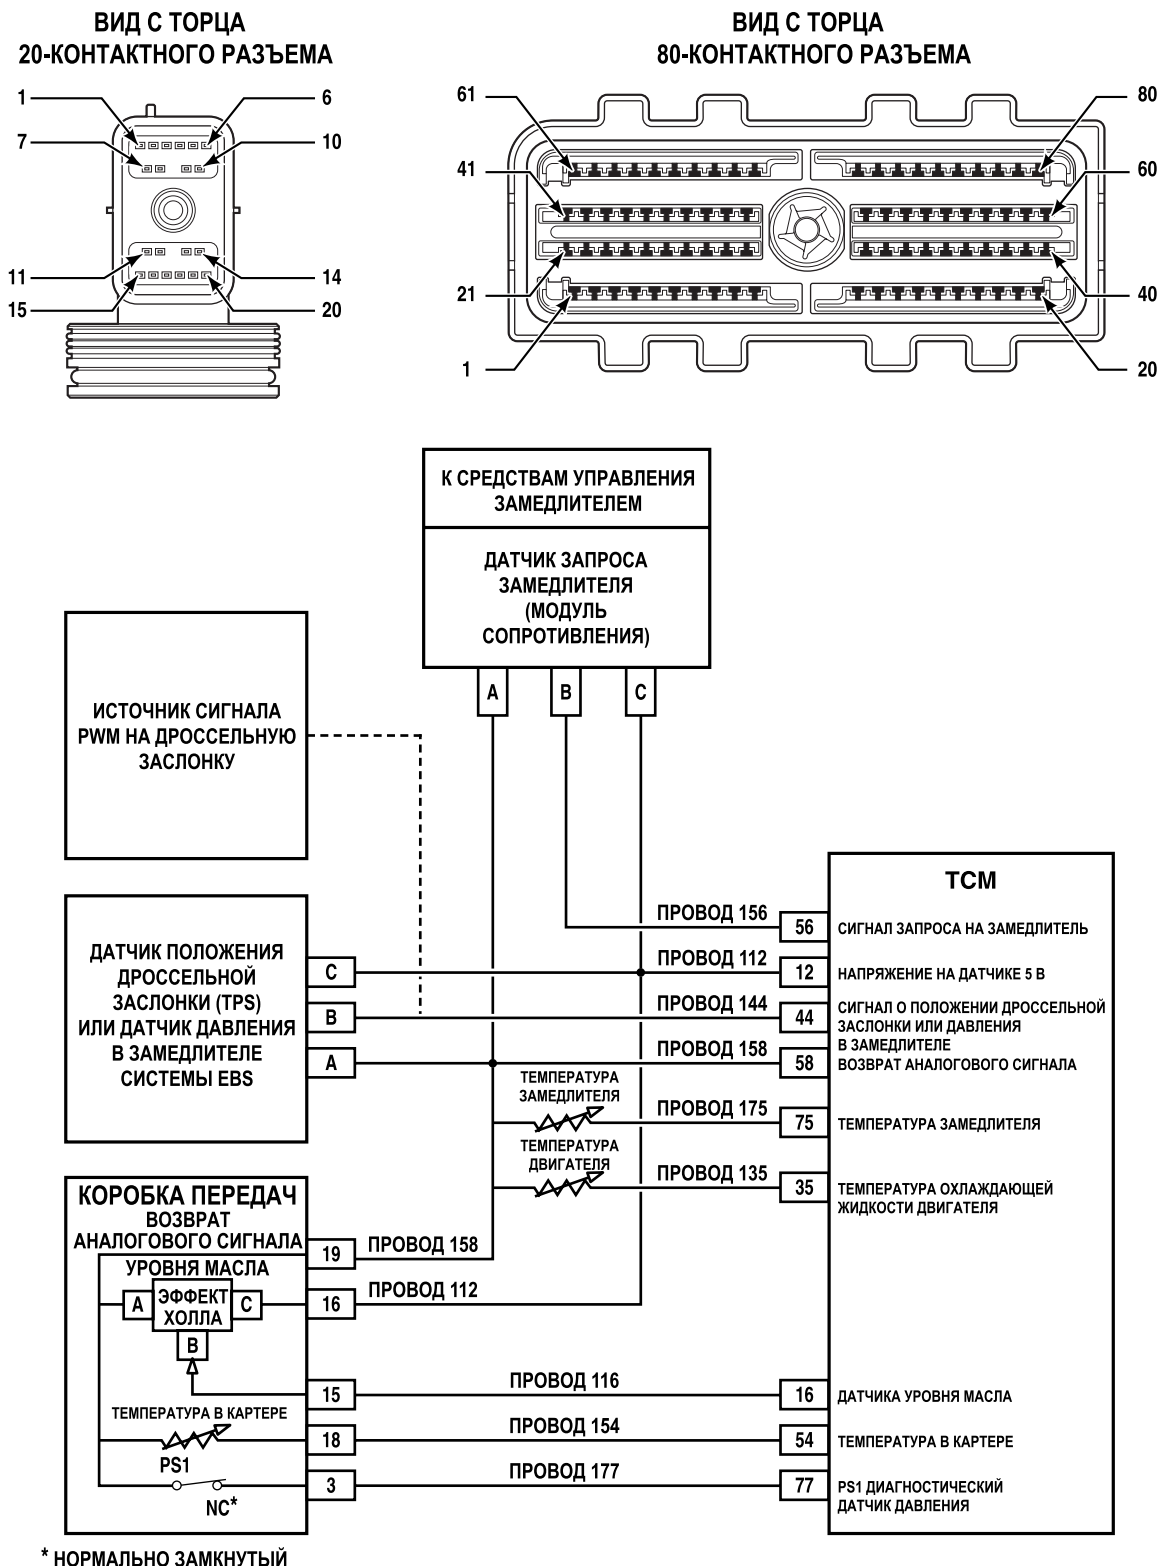 ВИД С ТОРЦА
20-КОНТАКТНОГО РАЗЪЕМА
ВИД С ТОРЦА
80-КОНТАКТНОГО РАЗЪЕМА
1
6
7
10
11
14
15
20
61
80
41
60
21
40
1
20
К СРЕДСТВАМ УПРАВЛЕНИЯ
ЗАМЕДЛИТЕЛЕМ
ДАТЧИК ЗАПРОСА
ЗАМЕДЛИТЕЛЯ
(МОДУЛЬ
СОПРОТИВЛЕНИЯ)
A
B
C
ИСТОЧНИК СИГНАЛА
PWM НА ДРОССЕЛЬНУЮ
ЗАСЛОНКУ
ДАТЧИК ПОЛОЖЕНИЯ
ДРОССЕЛЬНОЙ
ЗАСЛОНКИ (TPS)
ИЛИ ДАТЧИК ДАВЛЕНИЯ
В ЗАМЕДЛИТЕЛЕ
СИСТЕМЫ EBS
C
B
A
TCM
ПРОВОД 156
56
СИГНАЛ ЗАПРОСА НА ЗАМЕДЛИТЕЛЬ
ПРОВОД 112
12
НАПРЯЖЕНИЕ НА ДАТЧИКЕ 5 В
ПРОВОД 144
44
СИГНАЛ О ПОЛОЖЕНИИ ДРОССЕЛЬНОЙ
ЗАСЛОНКИ ИЛИ ДАВЛЕНИЯ
В ЗАМЕДЛИТЕЛЕ
ПРОВОД 158
58
ВОЗВРАТ АНАЛОГОВОГО СИГНАЛА
ТЕМПЕРАТУРА
ЗАМЕДЛИТЕЛЯ
ПРОВОД 175
75
ТЕМПЕРАТУРА ЗАМЕДЛИТЕЛЯ
ТЕМПЕРАТУРА
ДВИГАТЕЛЯ
ПРОВОД 135
35
ТЕМПЕРАТУРА ОХЛАЖДАЮЩЕЙ
ЖИДКОСТИ ДВИГАТЕЛЯ
КОРОБКА ПЕРЕДАЧ
ВОЗВРАТ
АНАЛОГОВОГО СИГНАЛА
19
ПРОВОД 158
УРОВНЯ МАСЛА
A
ЭФФЕКТ
ХОЛЛА
C
B
16
ПРОВОД 112
15
ПРОВОД 116
16
ДАТЧИКА УРОВНЯ МАСЛА
ТЕМПЕРАТУРА В КАРТЕРЕ
18
ПРОВОД 154
54
ТЕМПЕРАТУРА В КАРТЕРЕ
PS1
NC*
3
ПРОВОД 177
77
PS1 ДИАГНОСТИЧЕСКИЙ
ДАТЧИК ДАВЛЕНИЯ
* НОРМАЛЬНО ЗАМКНУТЫЙ